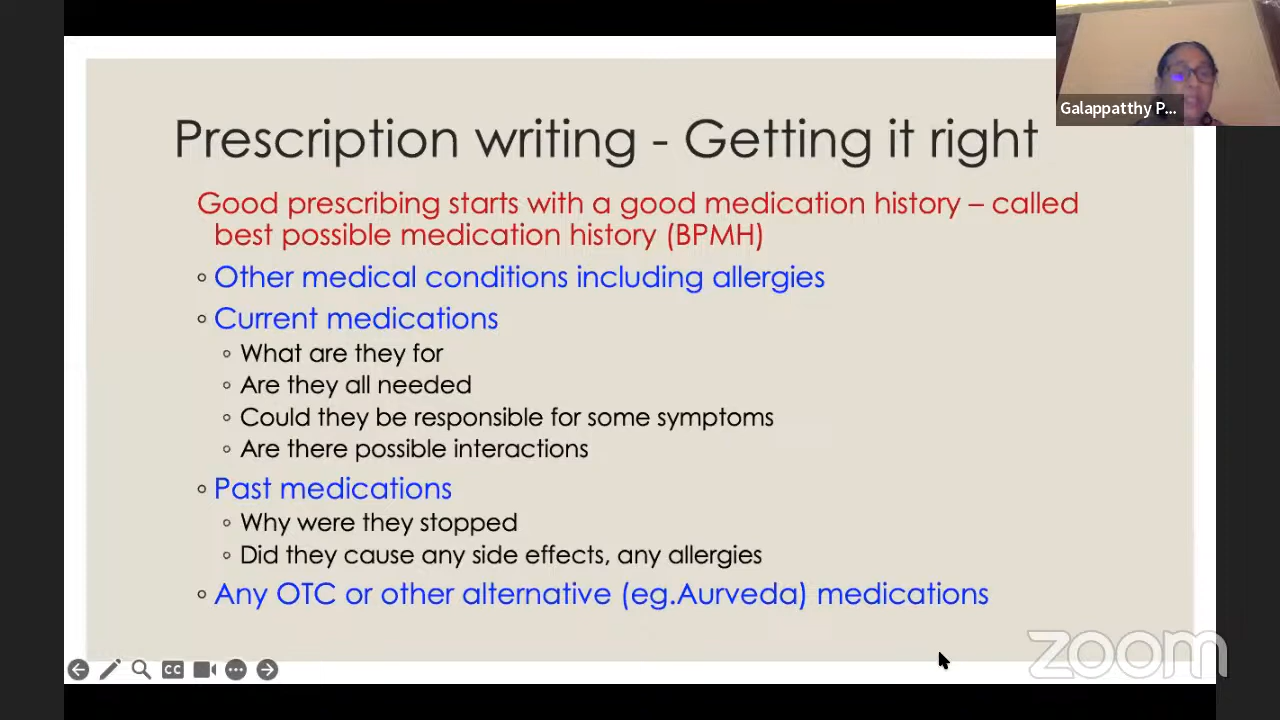 Galappatthy P...
Prescription writing - Getting it right
Good prescribing starts with a good medication history – called
best possible medication history (BPMH)
◦ Other medical conditions including allergies
◦ Current medications
◦ What are they for
◦ Are they all needed
◦ Could they be responsible for some symptoms
◦ Are there possible interactions
◦ Past medications
◦ Why were they stopped
◦ Did they cause any side effects, any allergies
◦ Any OTC or other alternative (eg.Aurveda) medications
CC
zoom